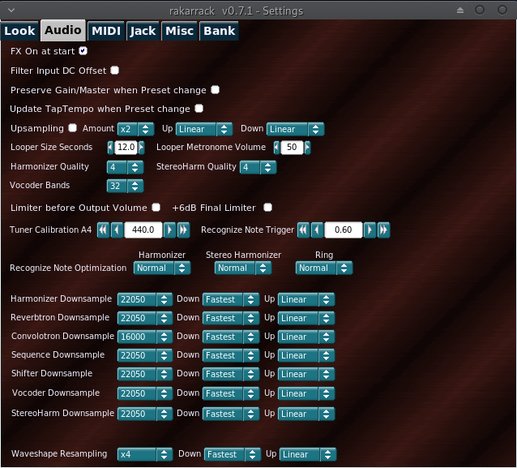 rakarrack v0.7.1 - Settings
Look Audio MIDI Jack Misc Bank
FX On at start
Filter Input DC Offset
Preserve Gain/Master when Preset change
Update TapTempo when Preset change
Upsampling Amount x2 Up Linear Down Linear
Looper Size Seconds 12.0 Looper Metronome Volume 50
Harmonizer Quality 4 StereoHarm Quality 4
Vocoder Bands 32
Limiter before Output Volume +6dB Final Limiter
Tuner Calibration A4 440.0 Recognize Note Trigger 0.60
Harmonizer Stereo Harmonizer Ring
Recognize Note Optimization Normal Normal Normal
Harmonizer Downsample 22050 Down Fastest Up Linear
Reverbtron Downsample 22050 Down Fastest Up Linear
Convolotron Downsample 16000 Down Fastest Up Linear
Sequence Downsample 22050 Down Fastest Up Linear
Shifter Downsample 22050 Down Fastest Up Linear
Vocoder Downsample 22050 Down Fastest Up Linear
StereoHarm Downsample 22050 Down Fastest Up Linear
Waveshape Resampling x4 Down Fastest Up Linear